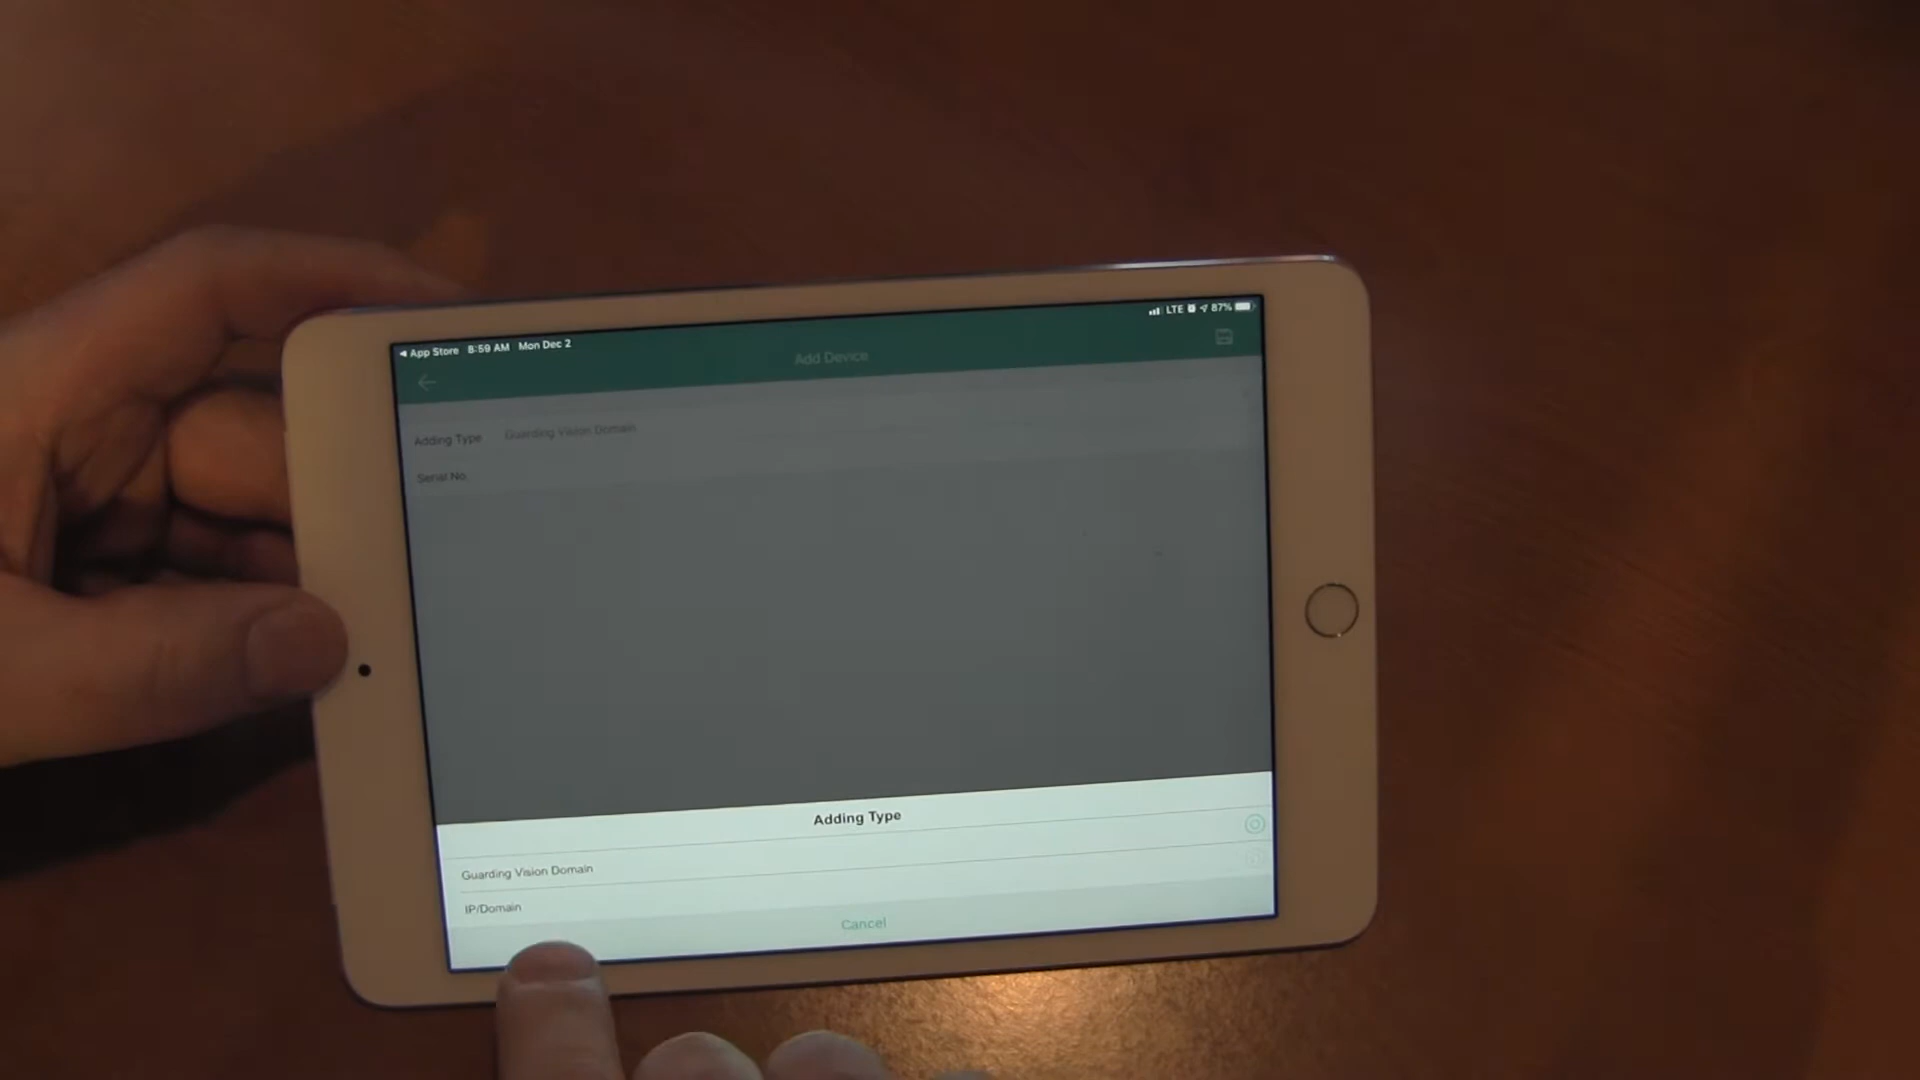 App Store 8:59 AM Mon Dec 2
LTE 87%
Add Device
Adding Type Guarding Vision Domain
Serial No.
Adding Type
Guarding Vision Domain
IP/Domain
Cancel